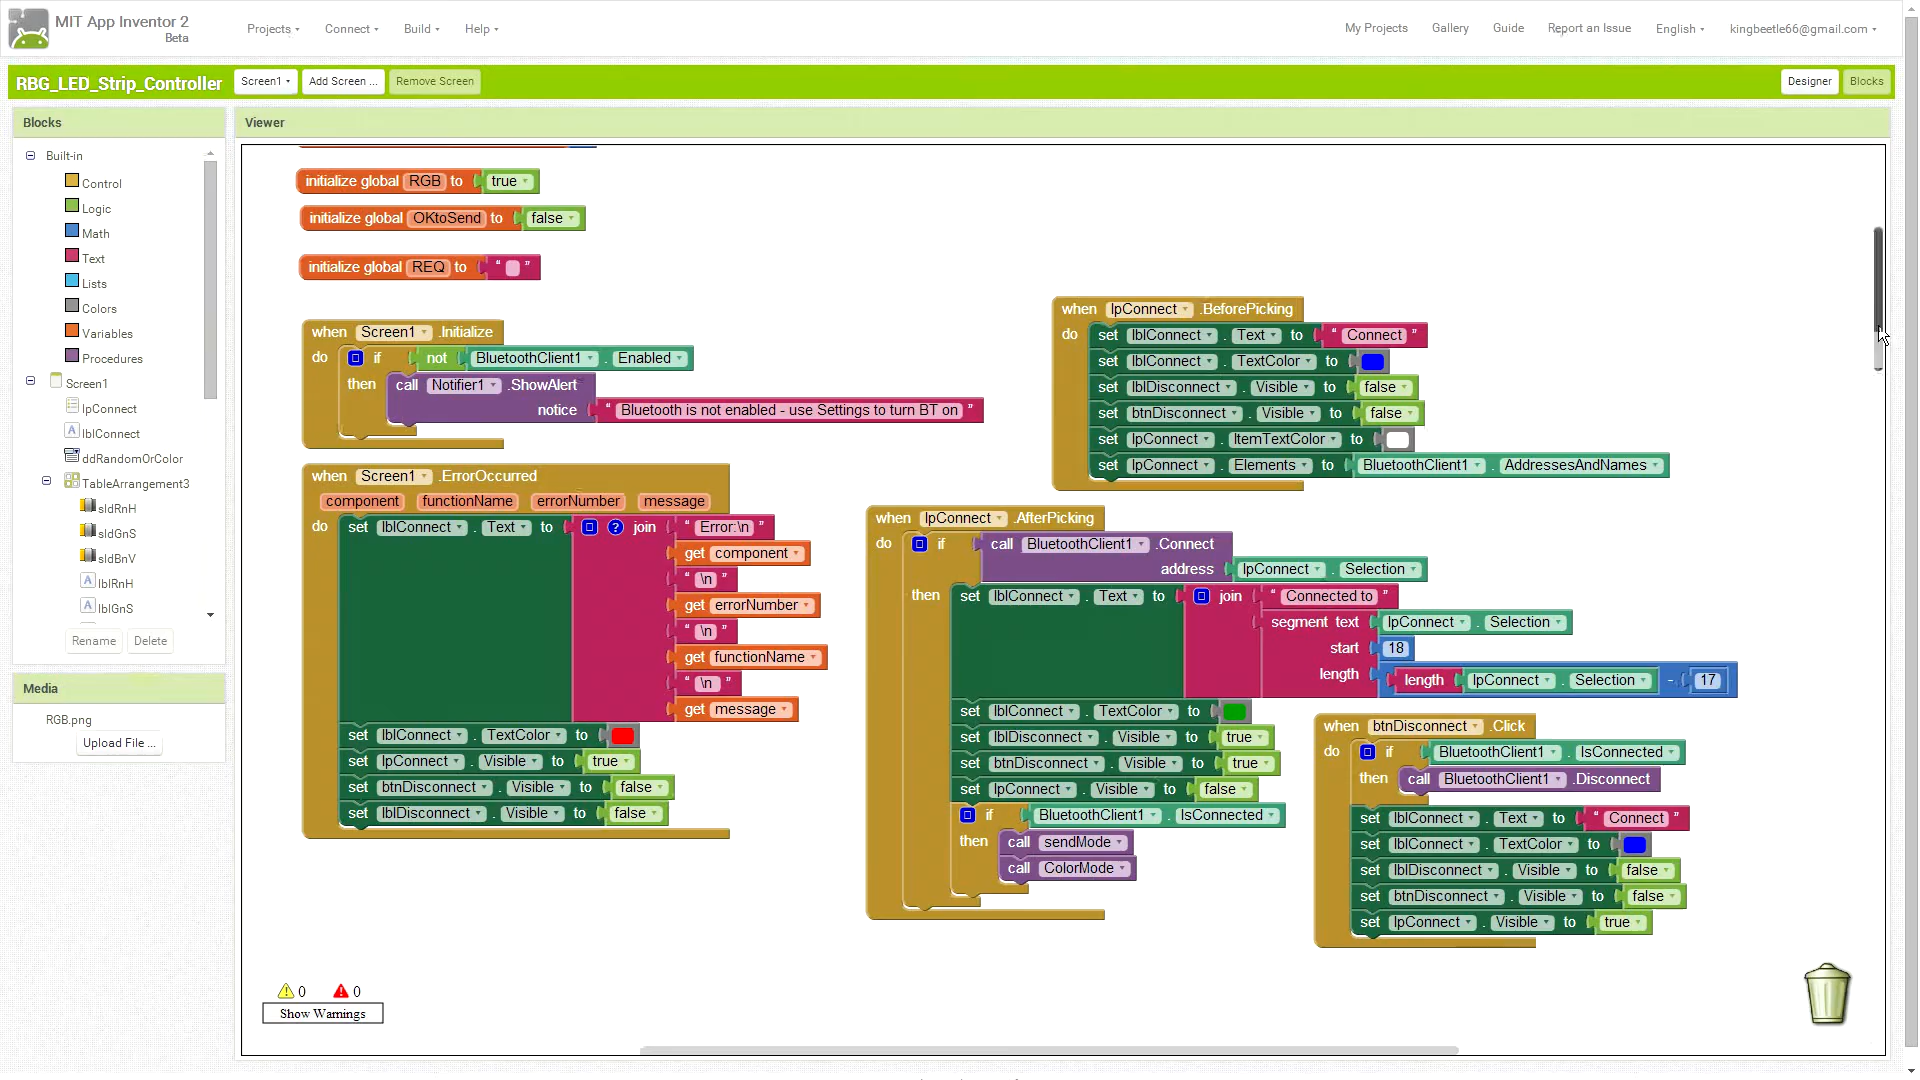 MIT App Inventor 2
Beta
Projects Connect Build Help
My Projects Gallery Guide Report an Issue English kingbeetle66@gmail.com
RBG_LED_Strip_Controller Screen1 Add Screen ... Remove Screen Designer Blocks
Blocks
Built-in
Control
Logic
Math
Text
Lists
Colors
Variables
Procedures
Screen1
lpConnect
lblConnect
ddRandomOrColor
TableArrangement3
sldRnH
sldGnS
sldBnV
lblRnH
lblGnS
Rename Delete
Media
RGB.png
Upload File ...
Viewer
initialize global RGB to true
initialize global OKtoSend to false
initialize global REQ to " "
when Screen1 .Initialize
do if not BluetoothClient1 . Enabled
then call Notifier1 .ShowAlert
notice " Bluetooth is not enabled - use Settings to turn BT on "
when Screen1 .ErrorOccurred
component functionName errorNumber message
do set lblConnect . Text to ? join " Error:\n "
get component
" \n "
get errorNumber
" \n "
get functionName
" \n "
get message
set lblConnect . TextColor to
set lpConnect . Visible to true
set btnDisconnect . Visible to false
set lblDisconnect . Visible to false
when lpConnect .BeforePicking
do set lblConnect . Text to " Connect "
set lblConnect . TextColor to
set lblDisconnect . Visible to false
set btnDisconnect . Visible to false
set lpConnect . ItemTextColor to
set lpConnect . Elements to BluetoothClient1 . AddressesAndNames
when lpConnect .AfterPicking
do if call BluetoothClient1 .Connect
address lpConnect . Selection
then set lblConnect . Text to join " Connected to "
segment text lpConnect . Selection
start 18
length length lpConnect . Selection - 17
set lblConnect . TextColor to
set lblDisconnect . Visible to true
set btnDisconnect . Visible to true
set lpConnect . Visible to false
if BluetoothClient1 . IsConnected
then call sendMode
call ColorMode
when btnDisconnect .Click
do if BluetoothClient1 . IsConnected
then call BluetoothClient1 .Disconnect
set lblConnect . Text to " Connect "
set lblConnect . TextColor to
set lblDisconnect . Visible to false
set btnDisconnect . Visible to false
set lpConnect . Visible to true
0 0
Show Warnings